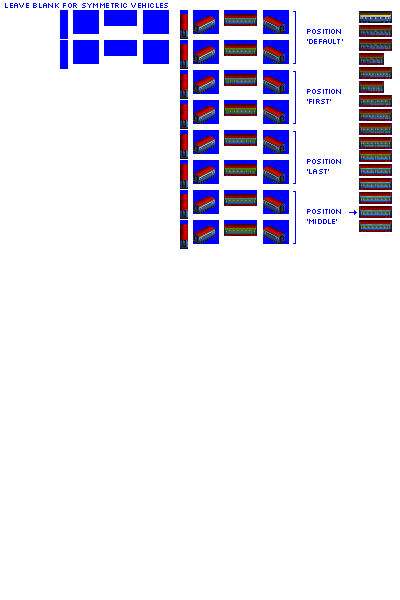 LEAVE BLANK FOR SYMMETRIC VEHICLES
POSITION
'DEFAULT'
POSITION
'FIRST'
POSITION
'LAST'
POSITION
'MIDDLE'